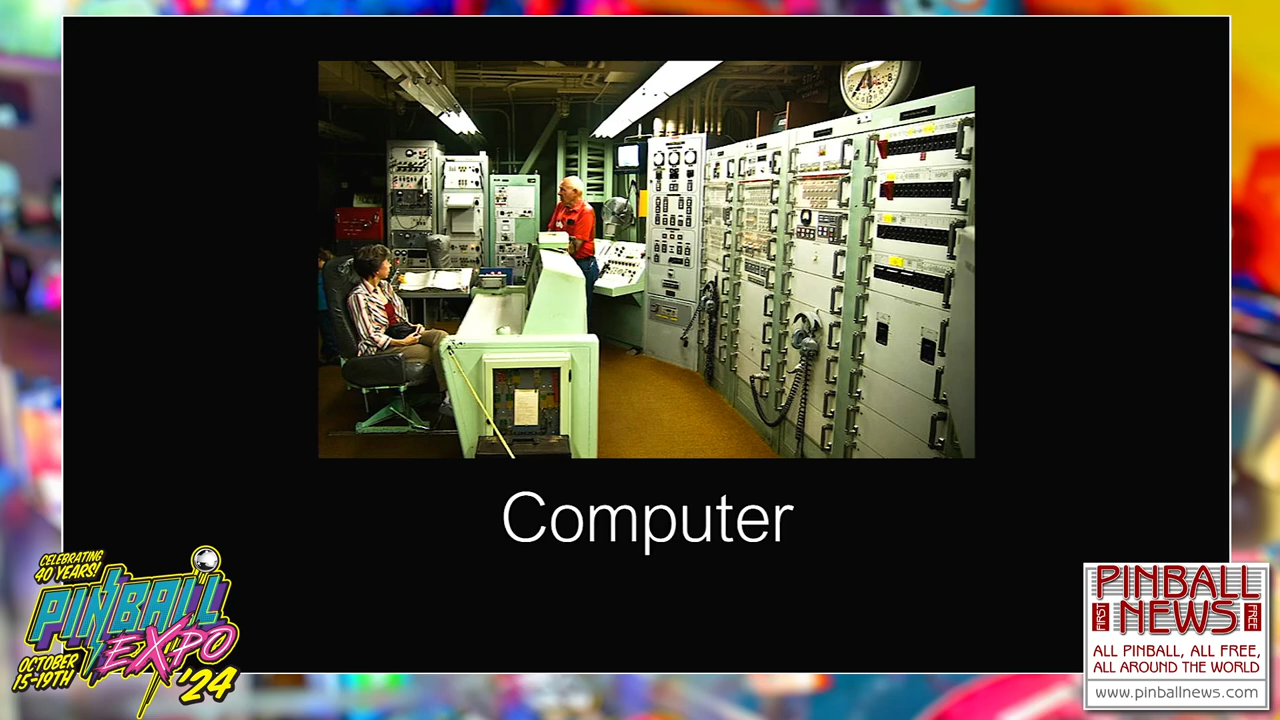 Computer
CELEBRATING
40 YEARS!
PINBALL
EXPO
OCTOBER
15-19TH
'24
PINBALL
FIRST NEWS FREE
ALL PINBALL, ALL FREE,
ALL AROUND THE WORLD
www.pinballnews.com